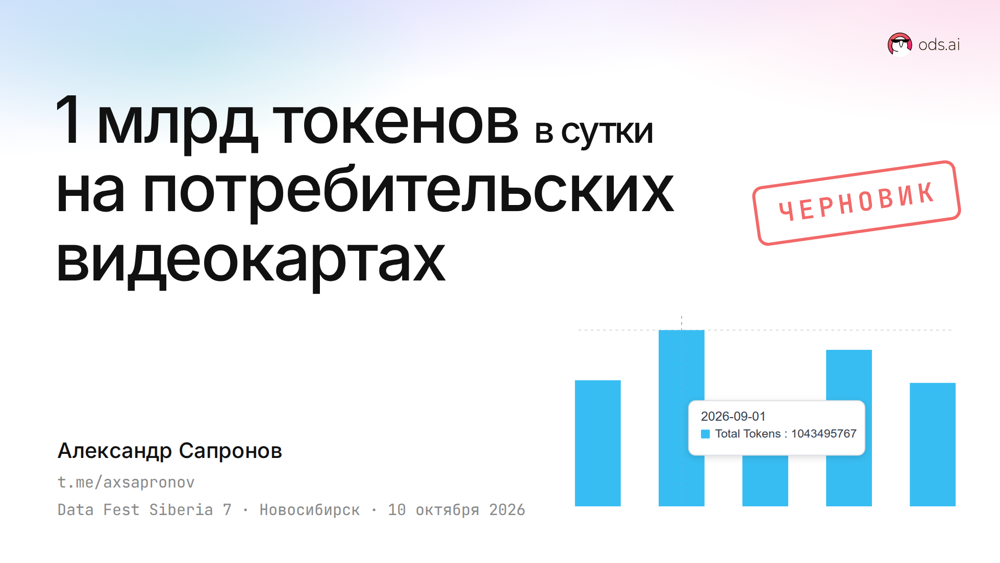 ods.ai
1 млрд токенов в сутки
на потребительских
видеокартах
ЧЕРНОВИК
2026-09-01
Total Tokens : 1043495767
Александр Сапронов
t.me/axsapronov
Data Fest Siberia 7 · Новосибирск · 10 октября 2026